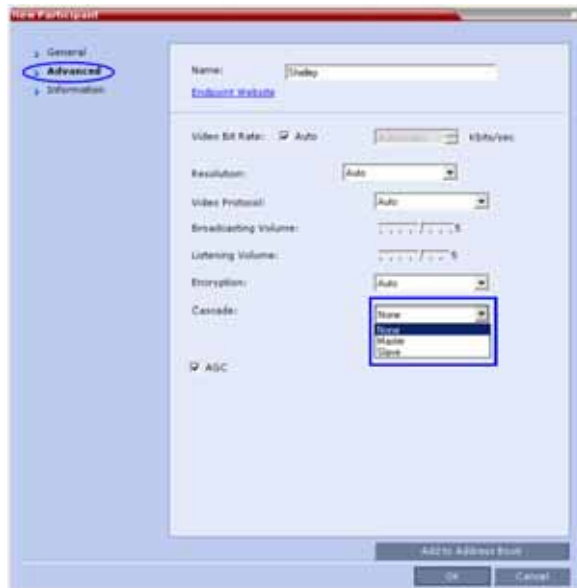 New Participant
General
Advanced
Information
Name:
Endpoint Website
Video Bit Rate: Auto Kbits/sec
Resolution: Auto
Video Protocol: Auto
Broadcasting Volume: 5
Listening Volume: 5
Encryption: Auto
Cascade: None
None
Master
Slave
AGC
Add to Address Book
OK Cancel